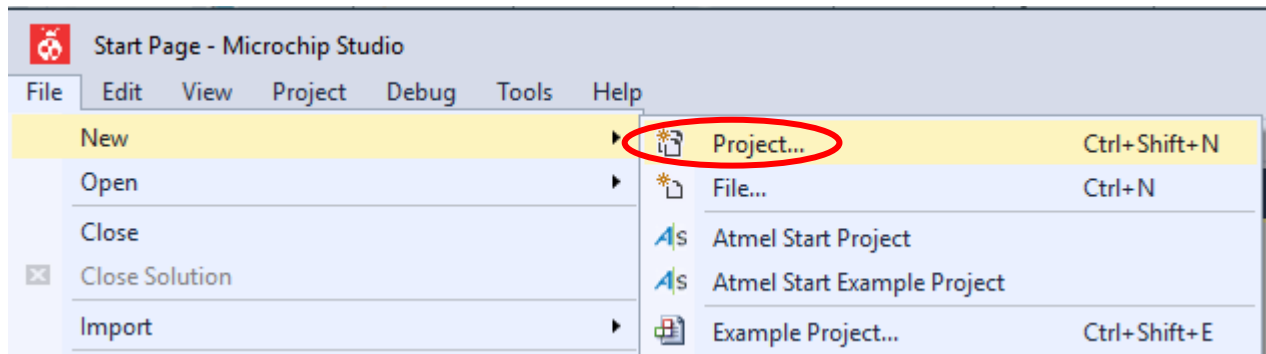 Start Page - Microchip Studio
File Edit View Project Debug Tools Help
New
Open
Close
Close Solution
Import
Project... Ctrl+Shift+N
File... Ctrl+N
Atmel Start Project
Atmel Start Example Project
Example Project... Ctrl+Shift+E